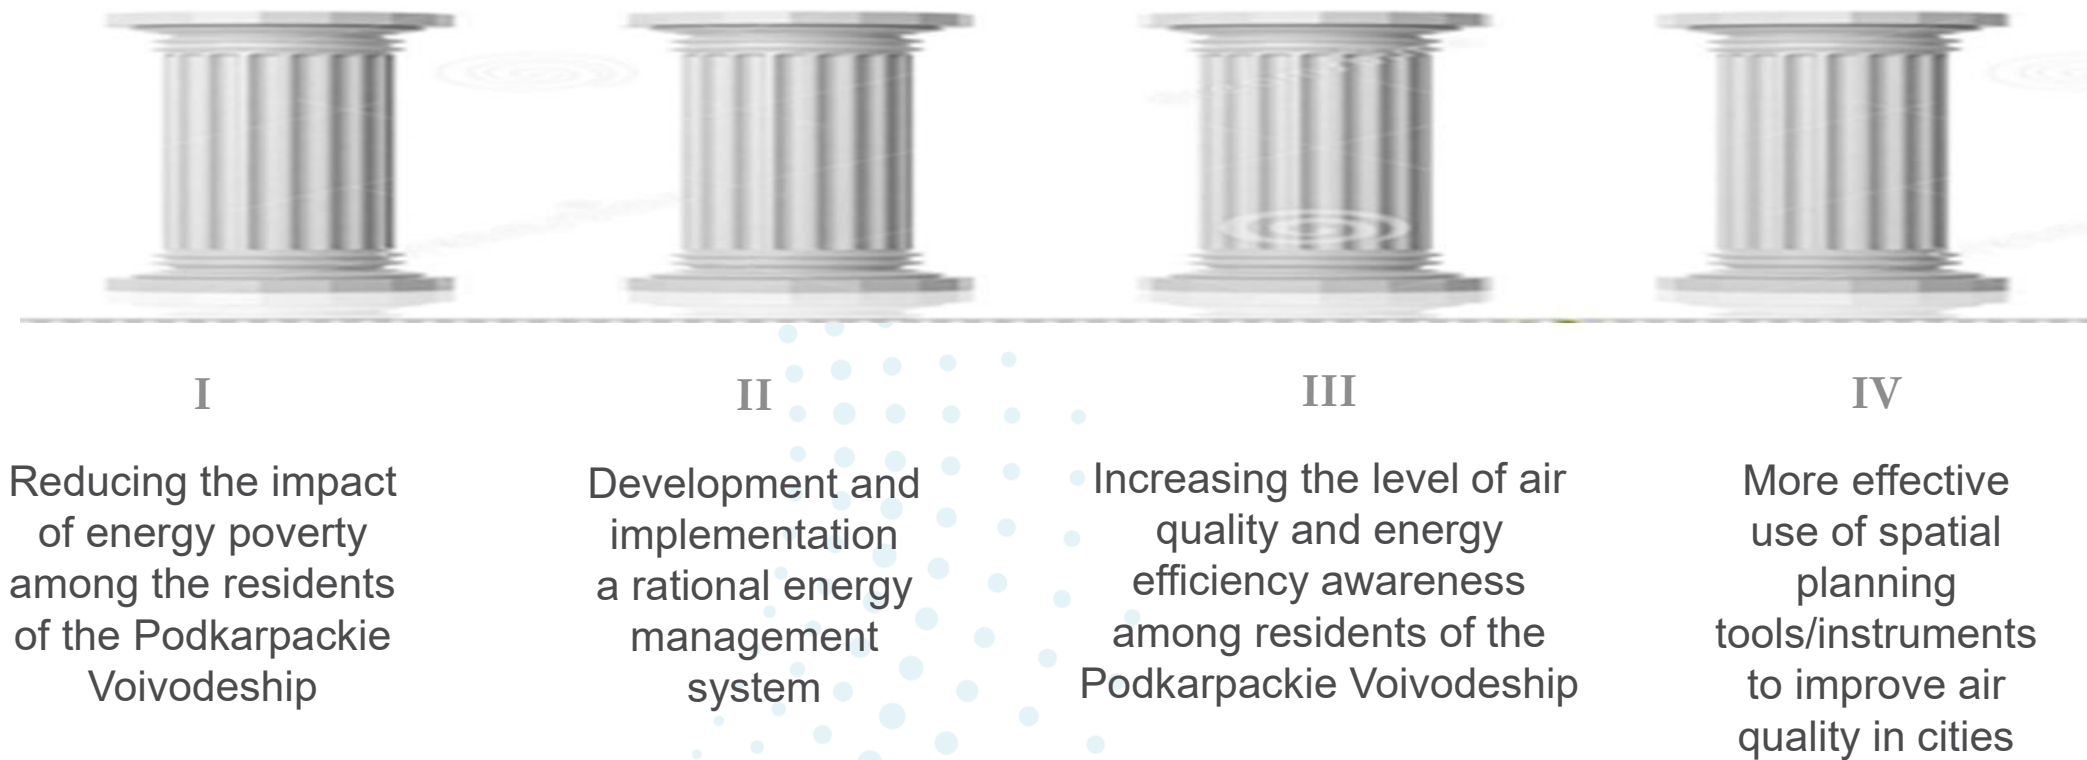 I
Reducing the impact
of energy poverty
among the residents
of the Podkarpackie
Voivodeship
II
Development and
implementation
a rational energy
management
system
III
Increasing the level of air
quality and energy
efficiency awareness
among residents of the
Podkarpackie Voivodeship
IV
More effective
use of spatial
planning
tools/instruments
to improve air
quality in cities